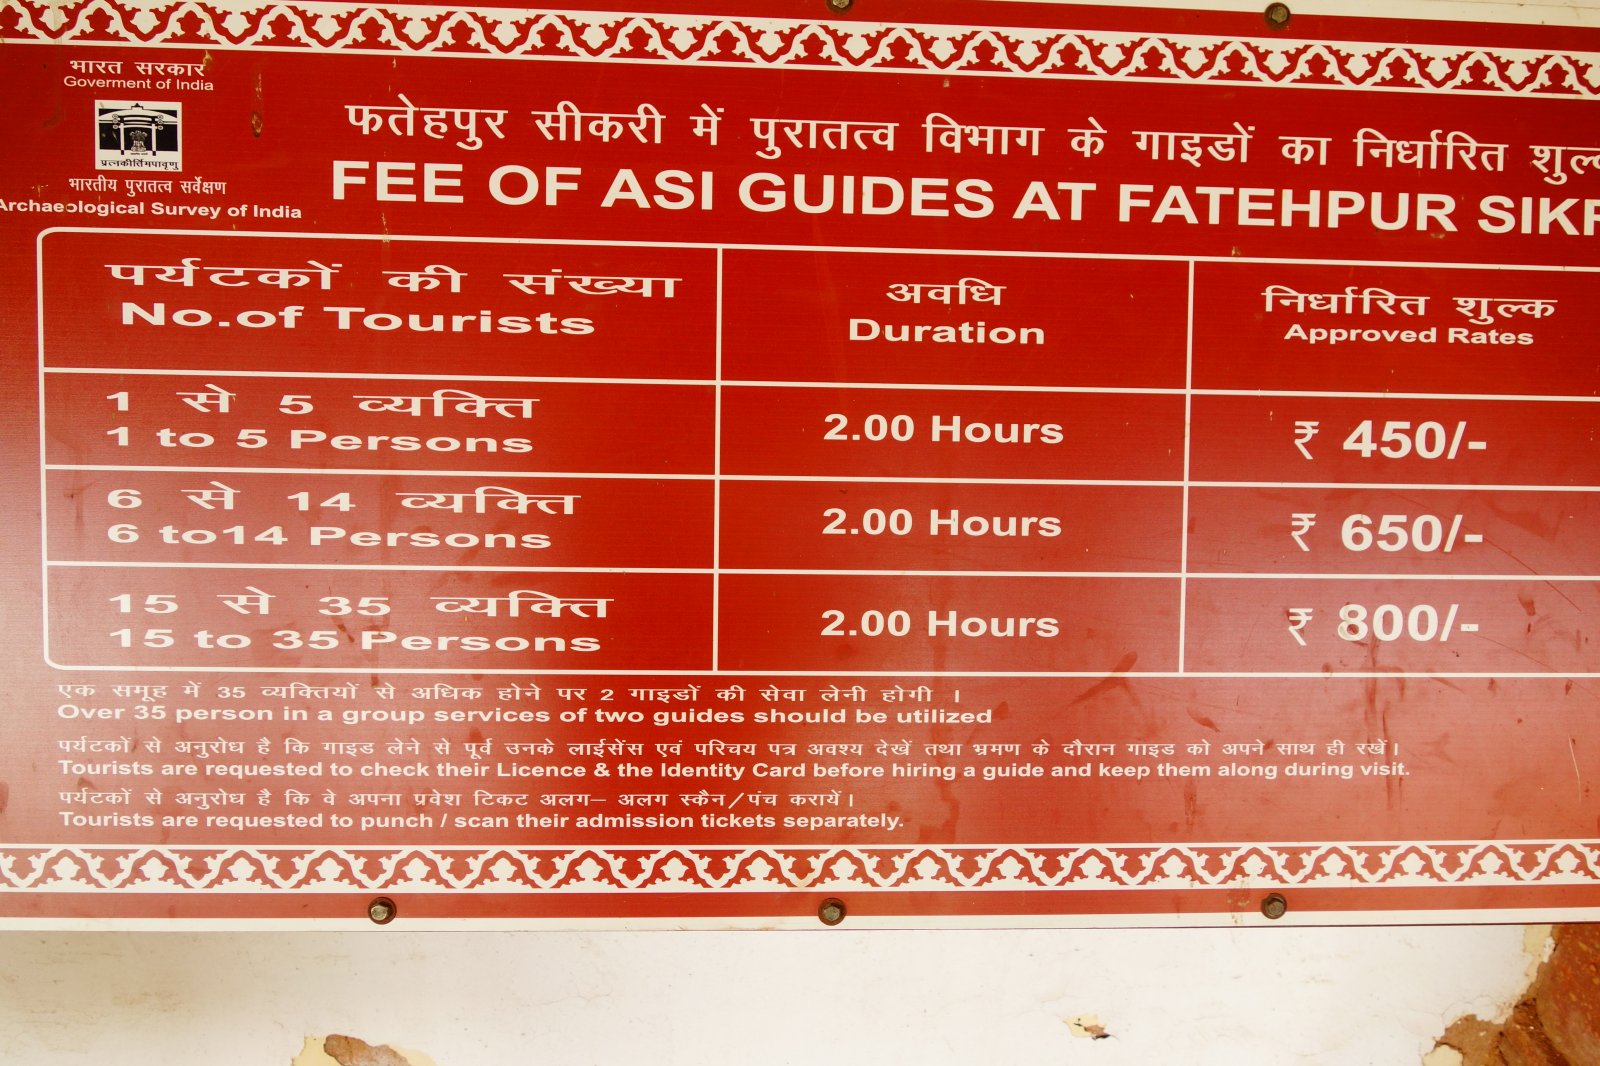 भारत सरकार
Goverment of India
प्रत्नकीर्तिमपावृणु
भारतीय पुरातत्व सर्वेक्षण
Archaeological Survey of India
फतेहपुर सीकरी में पुरातत्व विभाग के गाइडों का निर्धारित
FEE OF ASI GUIDES AT FATEHPUR
पर्यटकों की संख्या
No.of Tourists
अवधि
Duration
निर्धारित शुल्क
Approved Rates
1 से 5 व्यक्ति
1 to 5 Persons
2.00 Hours
₹ 450/-
6 से 14 व्यक्ति
6 to14 Persons
2.00 Hours
₹ 650/-
15 से 35 व्यक्ति
15 to 35 Persons
2.00 Hours
₹ 800/-
एक समूह में 35 व्यक्तियों से अधिक होने पर 2 गाइडों की सेवा लेनी होगी ।
Over 35 person in a group services of two guides should be utilized
पर्यटकों से अनुरोध है कि गाइड लेने से पूर्व उनके लाईसेंस एवं परिचय पत्र अवश्य देखें तथा भ्रमण के दौरान गाइड को अपने साथ ही रखें।
Tourists are requested to check their Licence & the Identity Card before hiring a guide and keep them along during visit.
पर्यटकों से अनुरोध है कि वे अपना प्रवेश टिकट अलग– अलग स्कैन/पंच करायें।
Tourists are requested to punch / scan their admission tickets separately.